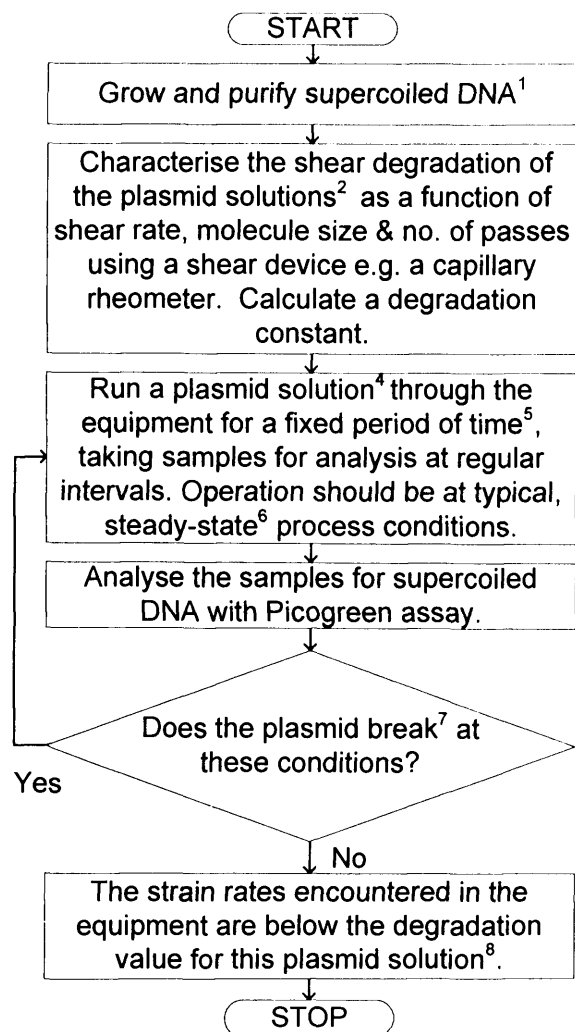 START
Grow and purify supercoiled DNA¹
Characterise the shear degradation of
the plasmid solutions² as a function of
shear rate, molecule size & no. of passes
using a shear device e.g. a capillary
rheometer. Calculate a degradation
constant.
Run a plasmid solution⁴ through the
equipment for a fixed period of time⁵,
taking samples for analysis at regular
intervals. Operation should be at typical,
steady-state⁶ process conditions.
Analyse the samples for supercoiled
DNA with Picogreen assay.
Does the plasmid break⁷ at
these conditions?
Yes
No
The strain rates encountered in the
equipment are below the degradation
value for this plasmid solution⁸.
STOP